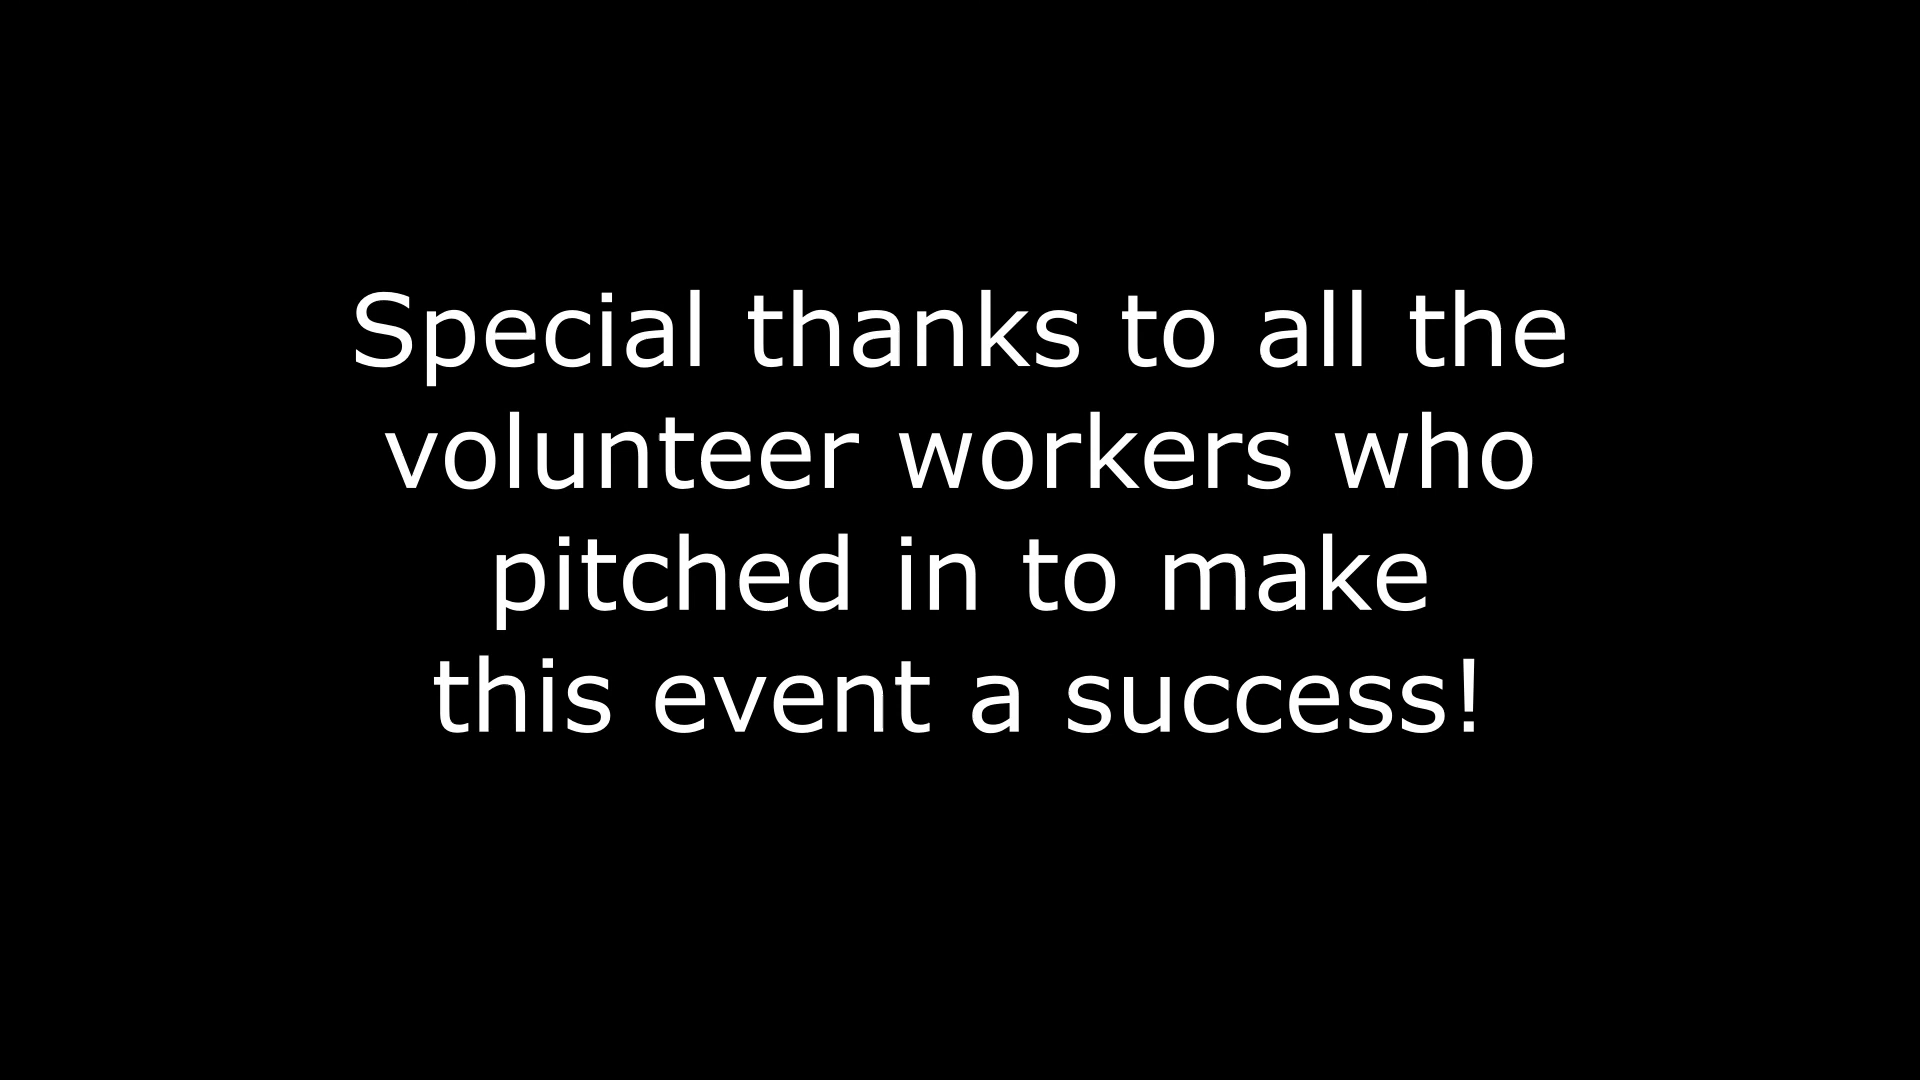 Special thanks to all the
volunteer workers who
pitched in to make
this event a success!